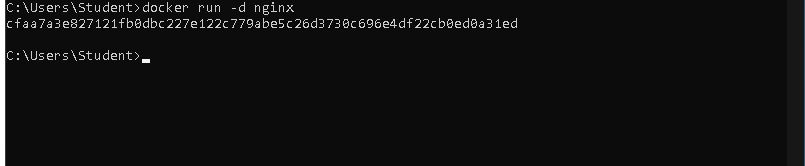 C:\Users\Student>docker run -d nginx
cfaa7a3e827121fb0dbc227e122c779abe5c26d3730c696e4df22cb0ed0a31ed
C:\Users\Student>